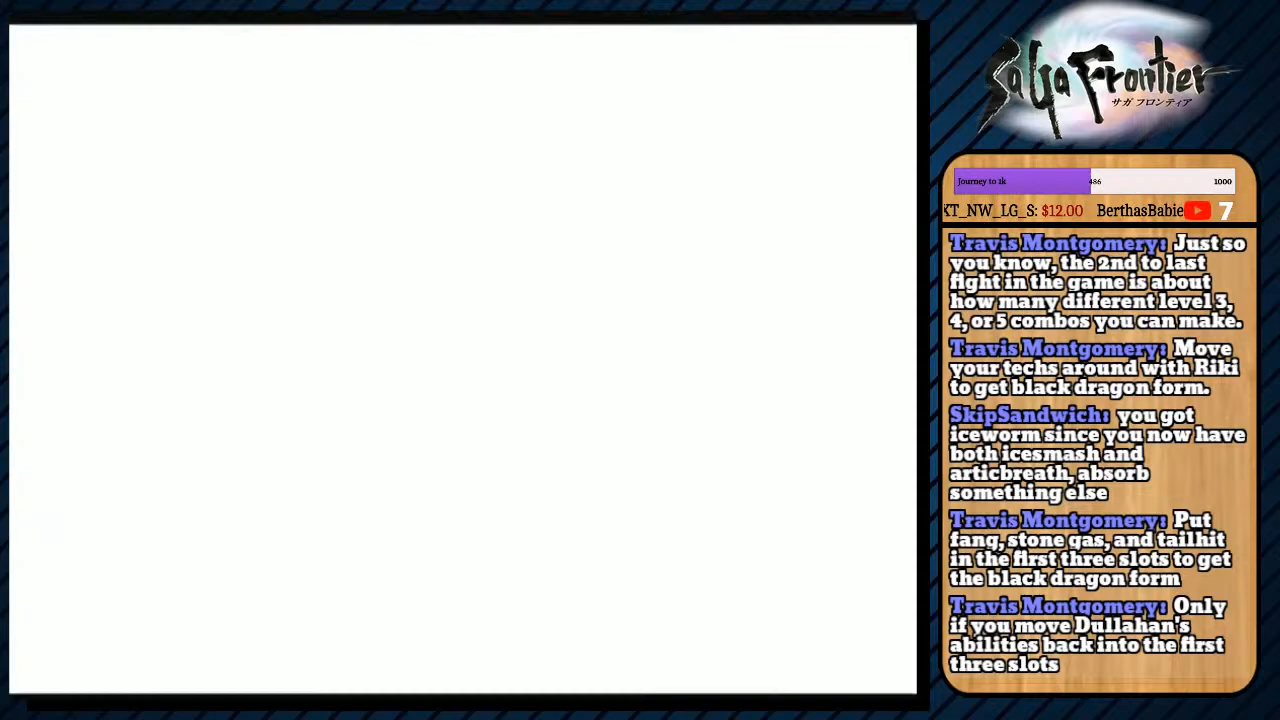 SaGa Frontier
サガ フロンティア
Journey to 1k 486 1000
KT_NW_LG_S: $12.00 BerthasBabie 7
Travis Montgomery: Just so
you know, the 2nd to last
fight in the game is about
how many different level 3,
4, or 5 combos you can make.
Travis Montgomery: Move
your techs around with Riki
to get black dragon form.
SkipSandwich: you got
iceworm since you now have
both icesmash and
articbreath, absorb
something else
Travis Montgomery: Put
fang, stone gas, and tailhit
in the first three slots to get
the black dragon form
Travis Montgomery: Only
if you move Dullahan's
abilities back into the first
three slots